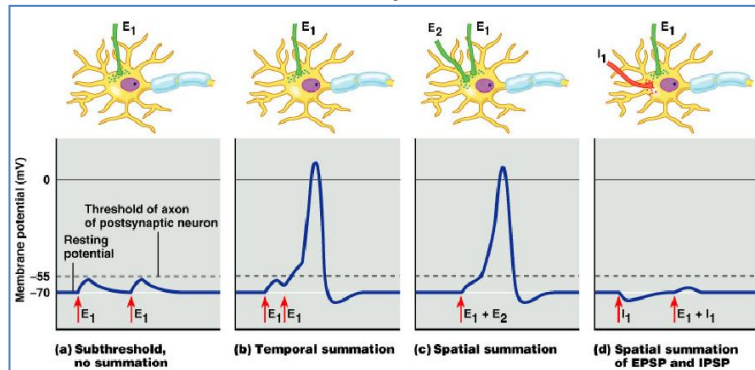 E1
E1
E2
E1
I1
E1
Membrane potential (mV)
0
–55
–70
Threshold of axon
of postsynaptic neuron
Resting
potential
E1
E1
E1
E1
E1 + E2
I1
E1 + I1
(a) Subthreshold,
no summation
(b) Temporal summation
(c) Spatial summation
(d) Spatial summation
of EPSP and IPSP